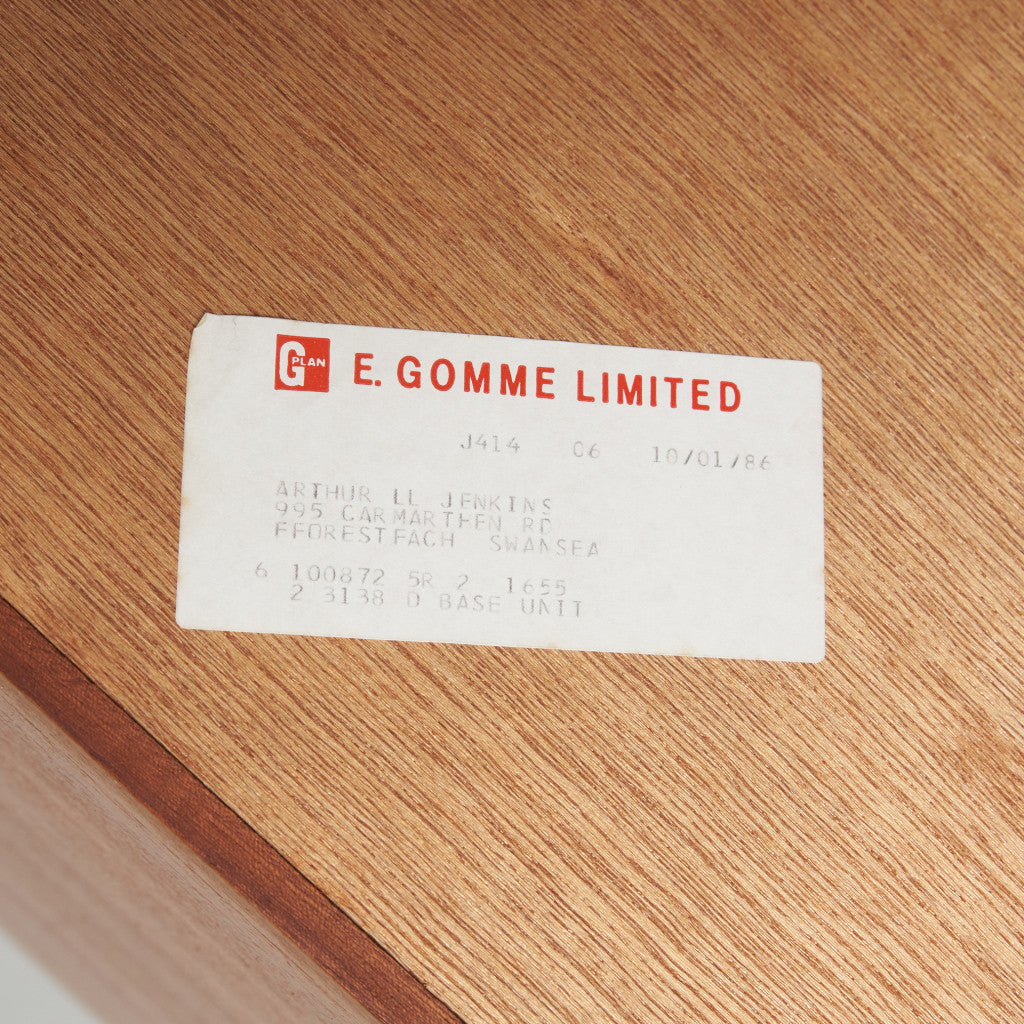 G PLAN E. GOMME LIMITED
J414 06 10/01/86
ARTHUR LL JENKINS
995 CARMARTHEN RD
FFORESTFACH SWANSEA
6 100872 5R 2 1655
2 3138 D BASE UNIT